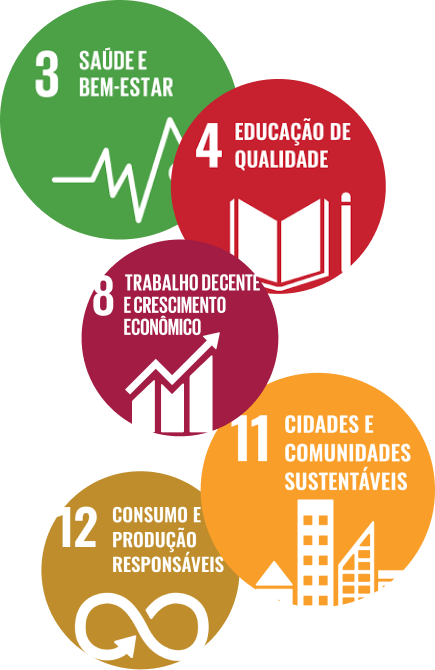 3
SAÚDE E
BEM-ESTAR
4
EDUCAÇÃO DE
QUALIDADE
8
TRABALHO DECENTE
E CRESCIMENTO
ECONÔMICO
11
CIDADES E
COMUNIDADES
SUSTENTÁVEIS
12
CONSUMO E
PRODUÇÃO
RESPONSÁVEIS